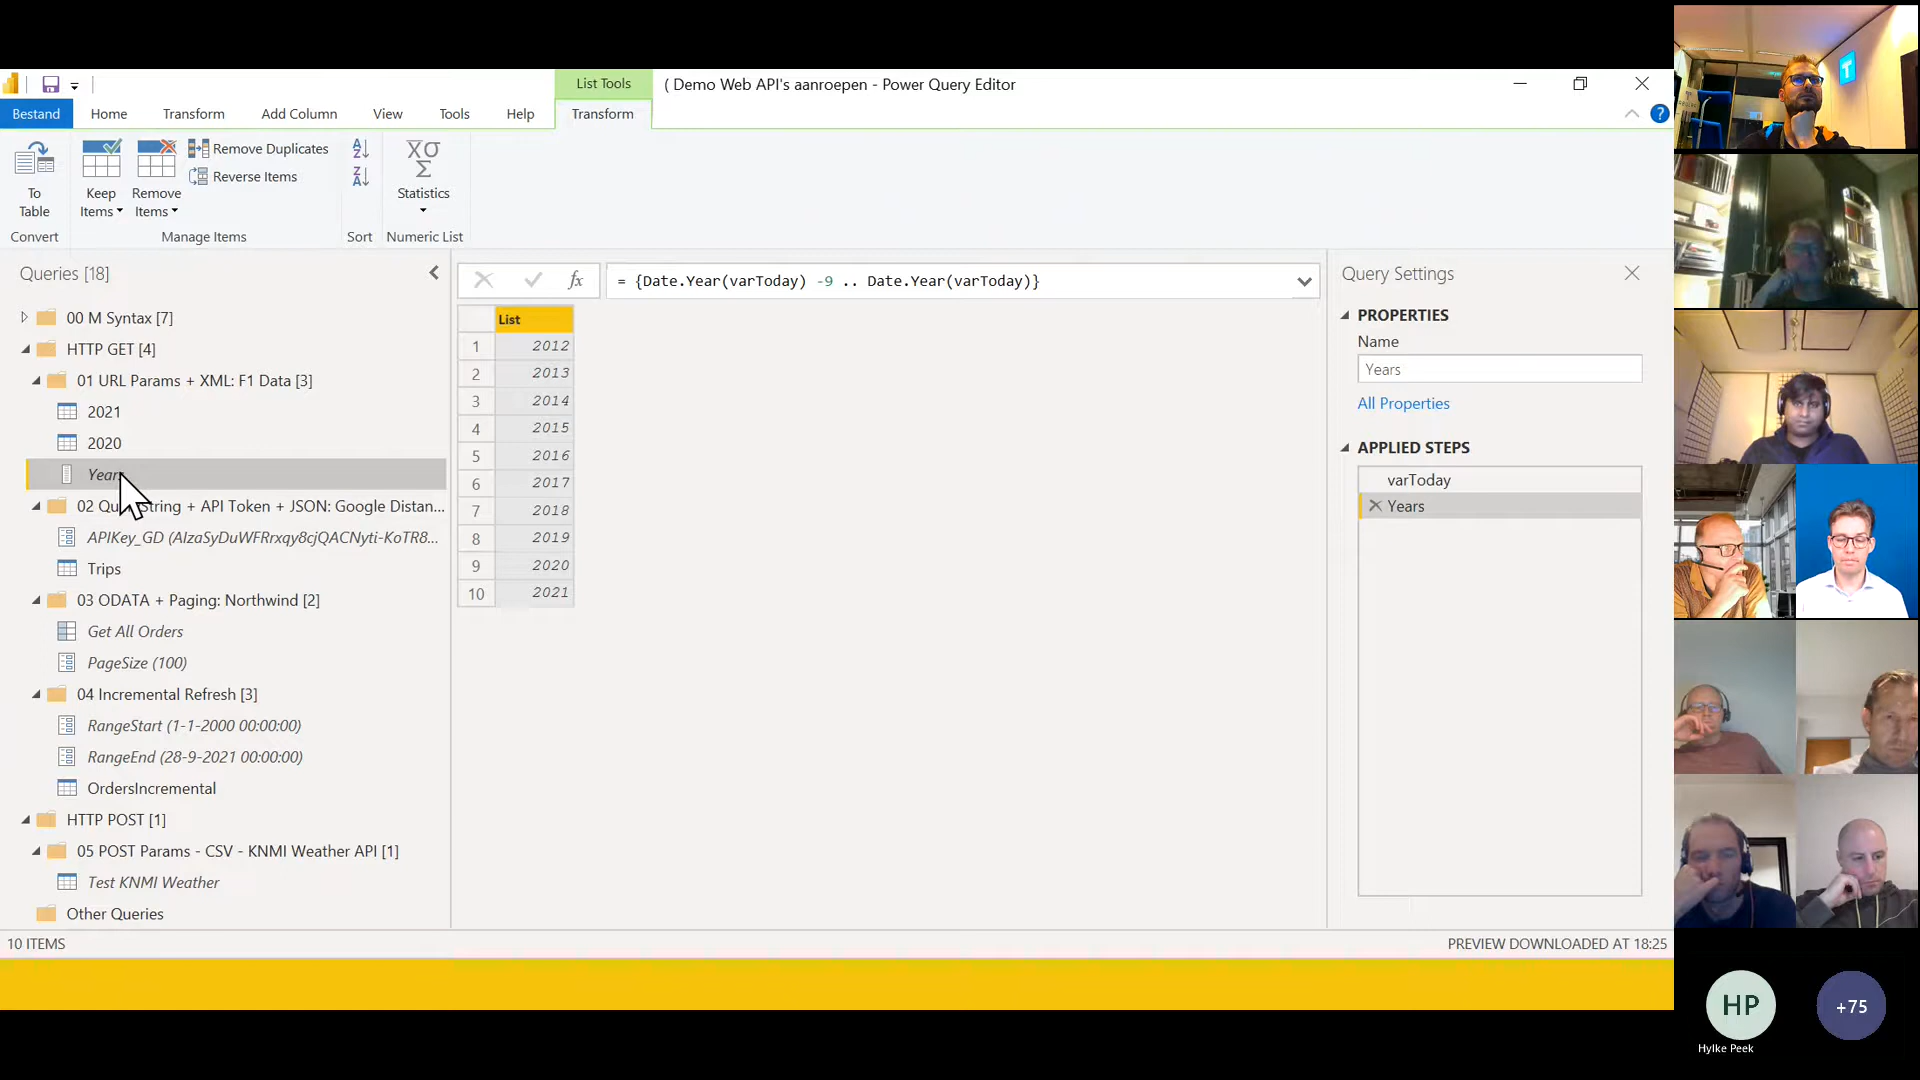 List Tools
( Demo Web API's aanroepen - Power Query Editor
Bestand
Home
Transform
Add Column
View
Tools
Help
Transform
To
Table
Keep
Items
Remove
Items
Remove Duplicates
Reverse Items
Statistics
Convert
Manage Items
Sort
Numeric List
Queries [18]
00 M Syntax [7]
HTTP GET [4]
01 URL Params + XML: F1 Data [3]
2021
2020
Years
02 Qu String + API Token + JSON: Google Distan...
APIKey_GD (AIzaSyDuWFRrxqy8cjQACNyti-KoTR8...
Trips
03 ODATA + Paging: Northwind [2]
Get All Orders
PageSize (100)
04 Incremental Refresh [3]
RangeStart (1-1-2000 00:00:00)
RangeEnd (28-9-2021 00:00:00)
OrdersIncremental
HTTP POST [1]
05 POST Params - CSV - KNMI Weather API [1]
Test KNMI Weather
Other Queries
fx
= {Date.Year(varToday) -9 .. Date.Year(varToday)}
List
1 2012
2 2013
3 2014
4 2015
5 2016
6 2017
7 2018
8 2019
9 2020
10 2021
Query Settings
PROPERTIES
Name
Years
All Properties
APPLIED STEPS
varToday
Years
10 ITEMS
PREVIEW DOWNLOADED AT 18:25
HP
+75
Hylke Peek